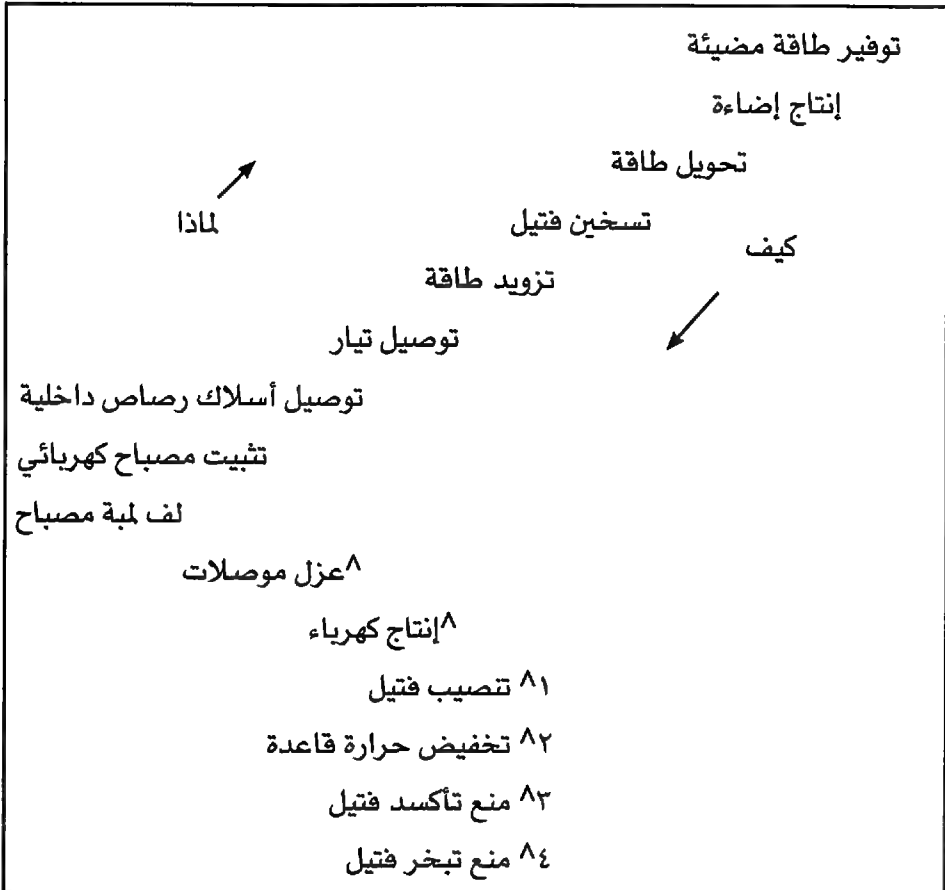 توفير طاقة مضيئة
إنتاج إضاءة
تحويل طاقة
لماذا
تسخين فتيل
كيف
تزويد طاقة
توصيل تيار
توصيل أسلاك رصاص داخلية
تثبيت مصباح كهربائي
لف لمبة مصباح
^عزل موصلات
^إنتاج كهرباء
١^ تنصيب فتيل
٢^ تخفيض حرارة قاعدة
٣^ منع تأكسد فتيل
٤^ منع تبخر فتيل